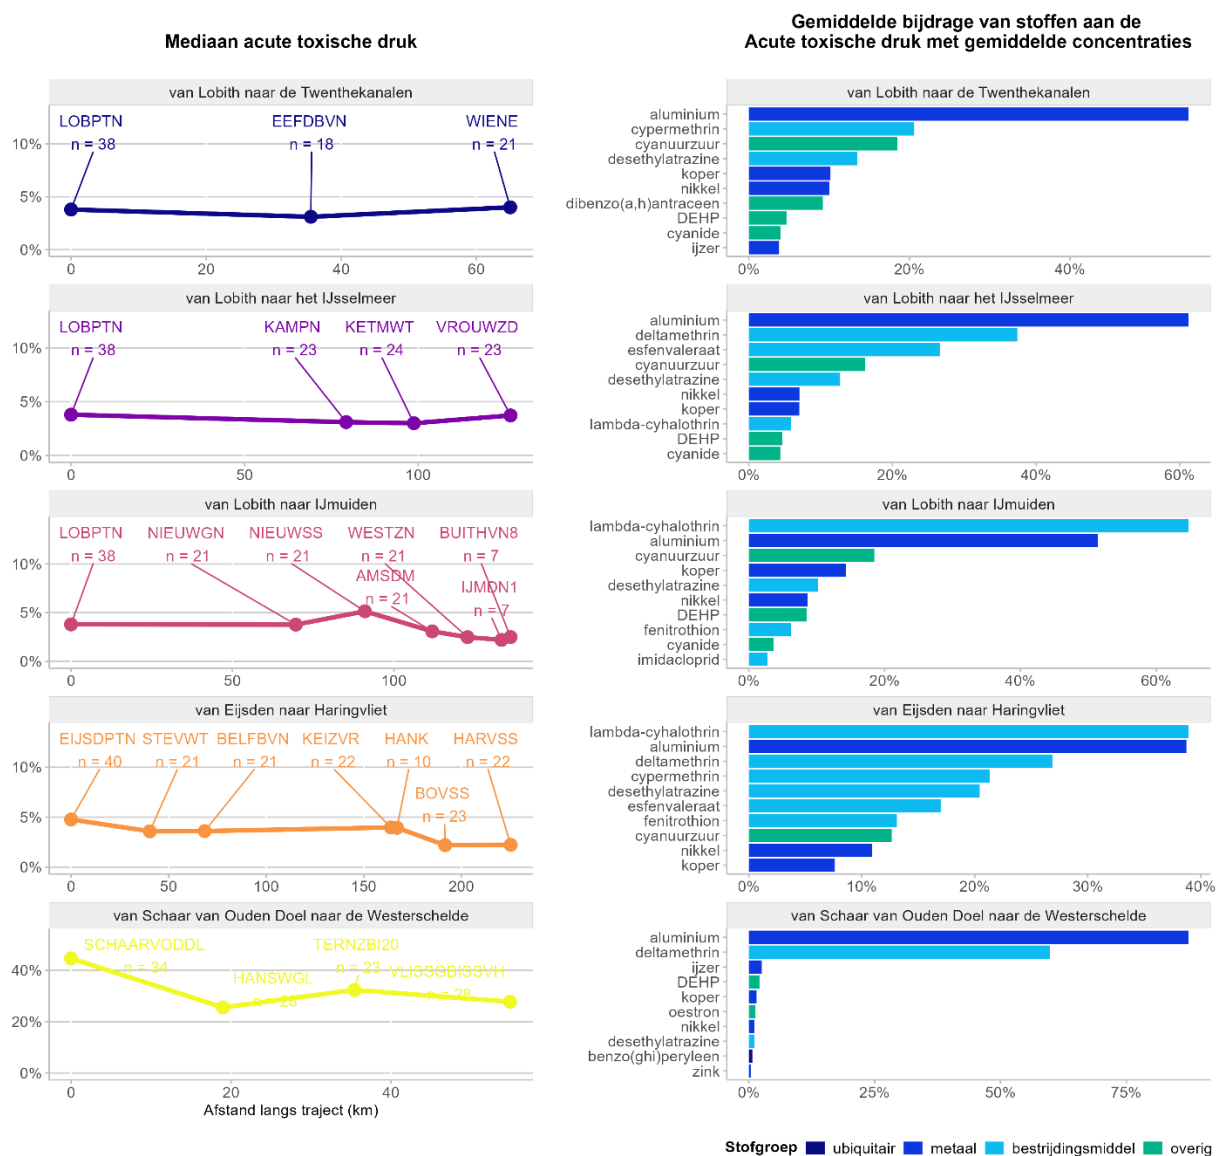 Mediaan acute toxische druk
van Lobith naar de Twenthekanalen
LOBPTN EEFDBVN WIENE
n = 38 n = 18 n = 21
10%
5%
0%
0 20 40 60
van Lobith naar het IJsselmeer
LOBPTN KAMPN KETMWT VROUWZD
n = 38 n = 23 n = 24 n = 23
10%
5%
0%
0 50 100
van Lobith naar IJmuiden
LOBPTN NIEUWGN NIEUWSS WESTZN BUITHVN8
n = 38 n = 21 n = 21 n = 21 n = 7
AMSDM IJMDN1
n = 21 n = 7
10%
5%
0%
0 50 100
van Eijsden naar Haringvliet
EIJSDPTN STEVWT BELFBVN KEIZVR HANK HARVSS
n = 40 n = 21 n = 21 n = 22 n = 10 n = 22
BOVSS
n = 23
10%
5%
0%
0 50 100 150 200
van Schaar van Ouden Doel naar de Westerschelde
SCHAARVODDL TERNZBI20
n = 34 n = 23
HANSWGL VLISSGBISSVH
n = 28 n = 28
40%
20%
0%
0 20 40
Afstand langs traject (km)
Gemiddelde bijdrage van stoffen aan de
Acute toxische druk met gemiddelde concentraties
van Lobith naar de Twenthekanalen
aluminium
cypermethrin
cyanuurzuur
desethylatrazine
koper
nikkel
dibenzo(a,h)antraceen
DEHP
cyanide
ijzer
0% 20% 40%
van Lobith naar het IJsselmeer
aluminium
deltamethrin
esfenvaleraat
cyanuurzuur
desethylatrazine
nikkel
koper
lambda-cyhalothrin
DEHP
cyanide
0% 20% 40% 60%
van Lobith naar IJmuiden
lambda-cyhalothrin
aluminium
cyanuurzuur
koper
desethylatrazine
nikkel
DEHP
fenitrothion
cyanide
imidacloprid
0% 20% 40% 60%
van Eijsden naar Haringvliet
lambda-cyhalothrin
aluminium
deltamethrin
cypermethrin
desethylatrazine
esfenvaleraat
fenitrothion
cyanuurzuur
nikkel
koper
0% 10% 20% 30% 40%
van Schaar van Ouden Doel naar de Westerschelde
aluminium
deltamethrin
ijzer
DEHP
koper
oestron
nikkel
desethylatrazine
benzo(ghi)peryleen
zink
0% 25% 50% 75%
Stofgroep ubiquitair metaal bestrijdingsmiddel overig